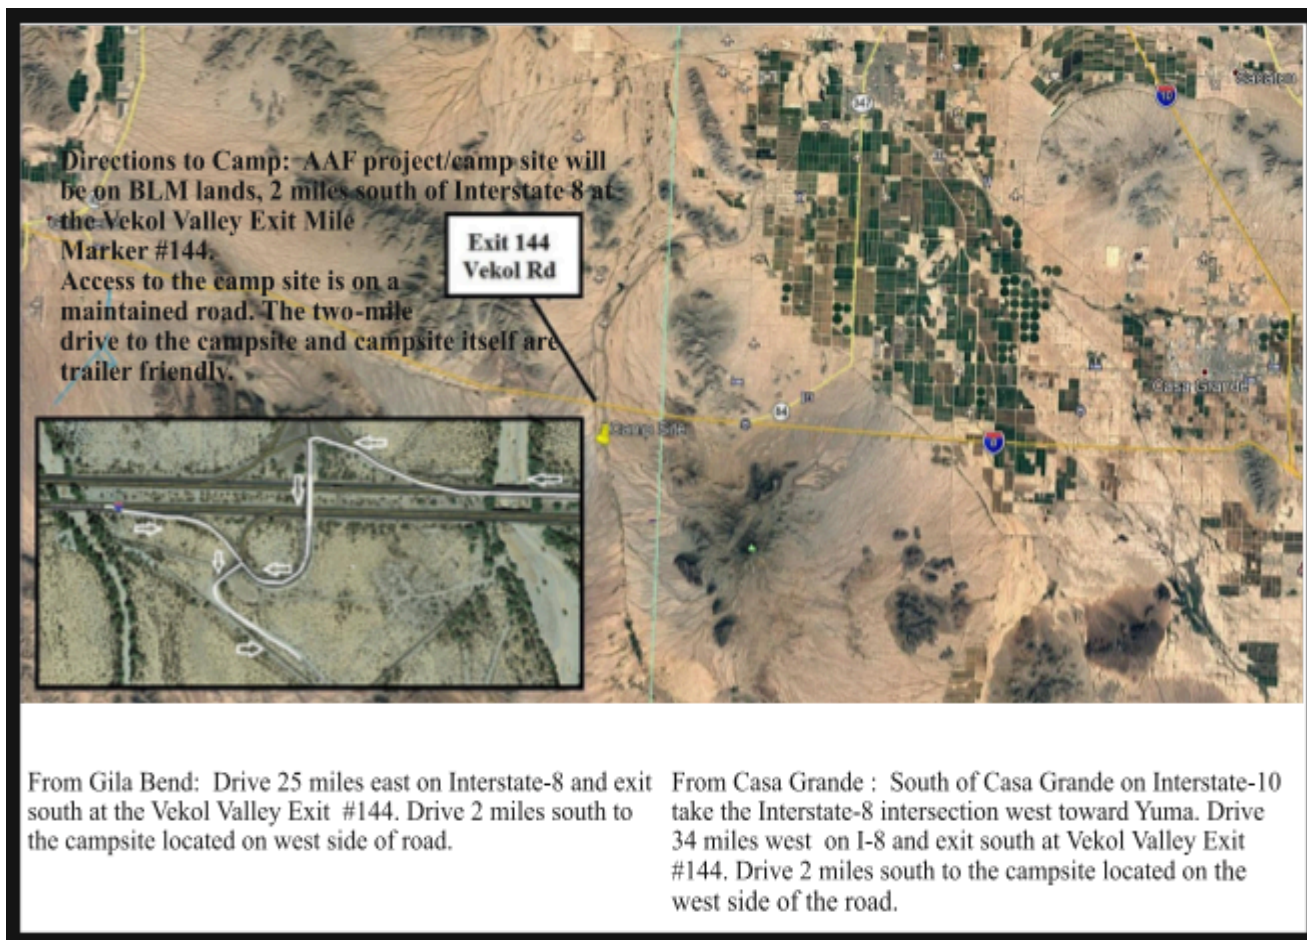 Directions to Camp: AAF project/camp site will
be on BLM lands, 2 miles south of Interstate 8 at
the Vekol Valley Exit Mile
Marker #144.
Access to the camp site is on a
maintained road. The two-mile
drive to the campsite and campsite itself are
trailer friendly.
Exit 144
Vekol Rd
347
10
Casa Grande
84
8
Camp Site
From Gila Bend: Drive 25 miles east on Interstate-8 and exit
south at the Vekol Valley Exit #144. Drive 2 miles south to
the campsite located on west side of road.
From Casa Grande : South of Casa Grande on Interstate-10
take the Interstate-8 intersection west toward Yuma. Drive
34 miles west on I-8 and exit south at Vekol Valley Exit
#144. Drive 2 miles south to the campsite located on the
west side of the road.